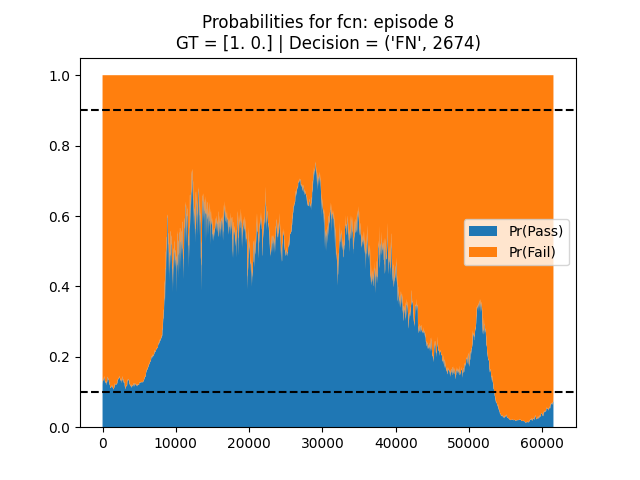 Probabilities for fcn: episode 8
GT = [1. 0.] | Decision = ('FN', 2674)
1.0
0.8
0.6
0.4
0.2
0.0
Pr(Pass)
Pr(Fail)
0 10000 20000 30000 40000 50000 60000